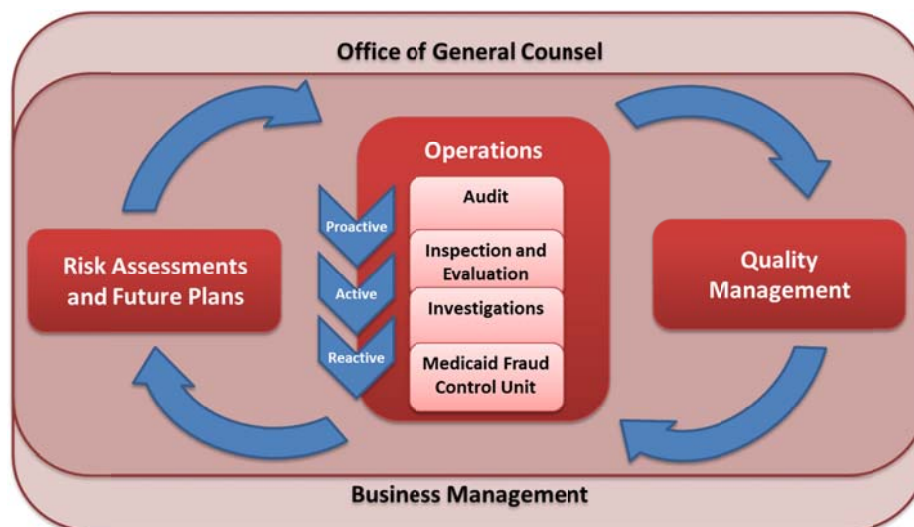 Office of General Counsel
Operations
Audit
Proactive
Inspection and
Evaluation
Active
Investigations
Reactive
Medicaid Fraud
Control Unit
Risk Assessments
and Future Plans
Quality
Management
Business Management